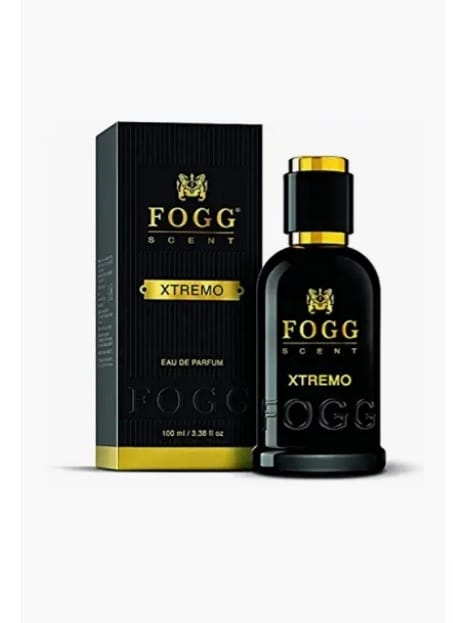 FOGG®
SCENT
XTREMO
EAU DE PARFUM
FOGG
100 ml / 3.38 fl oz
FOGG
SCENT
XTREMO
FOGG